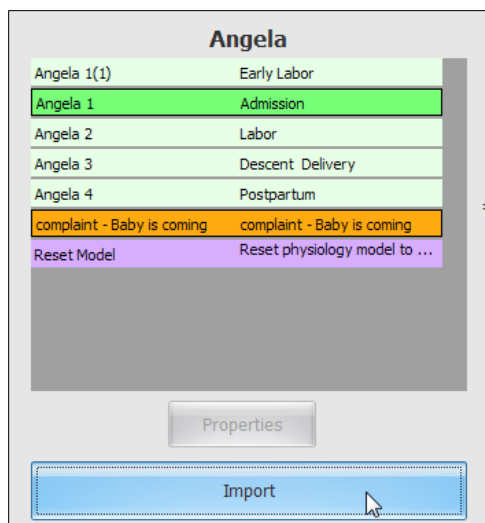 Angela
Angela 1(1) Early Labor
Angela 1 Admission
Angela 2 Labor
Angela 3 Descent Delivery
Angela 4 Postpartum
complaint - Baby is coming complaint - Baby is coming
Reset Model Reset physiology model to ...
Properties
Import